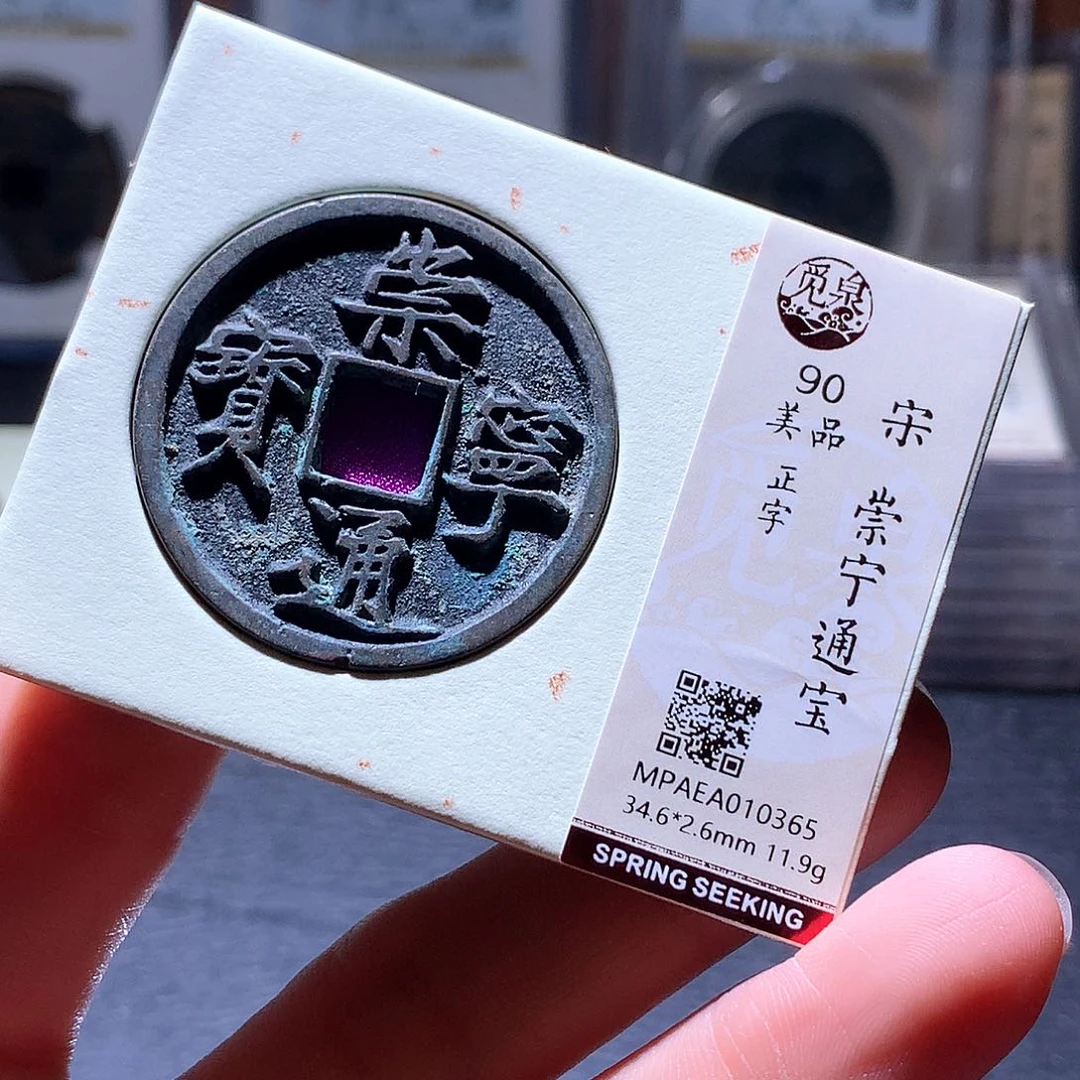 崇
寧
通
寶
觅泉
90
美品
正字
宋 崇宁通宝
MPAEA010365
34.6*2.6mm 11.9g
SPRING SEEKING